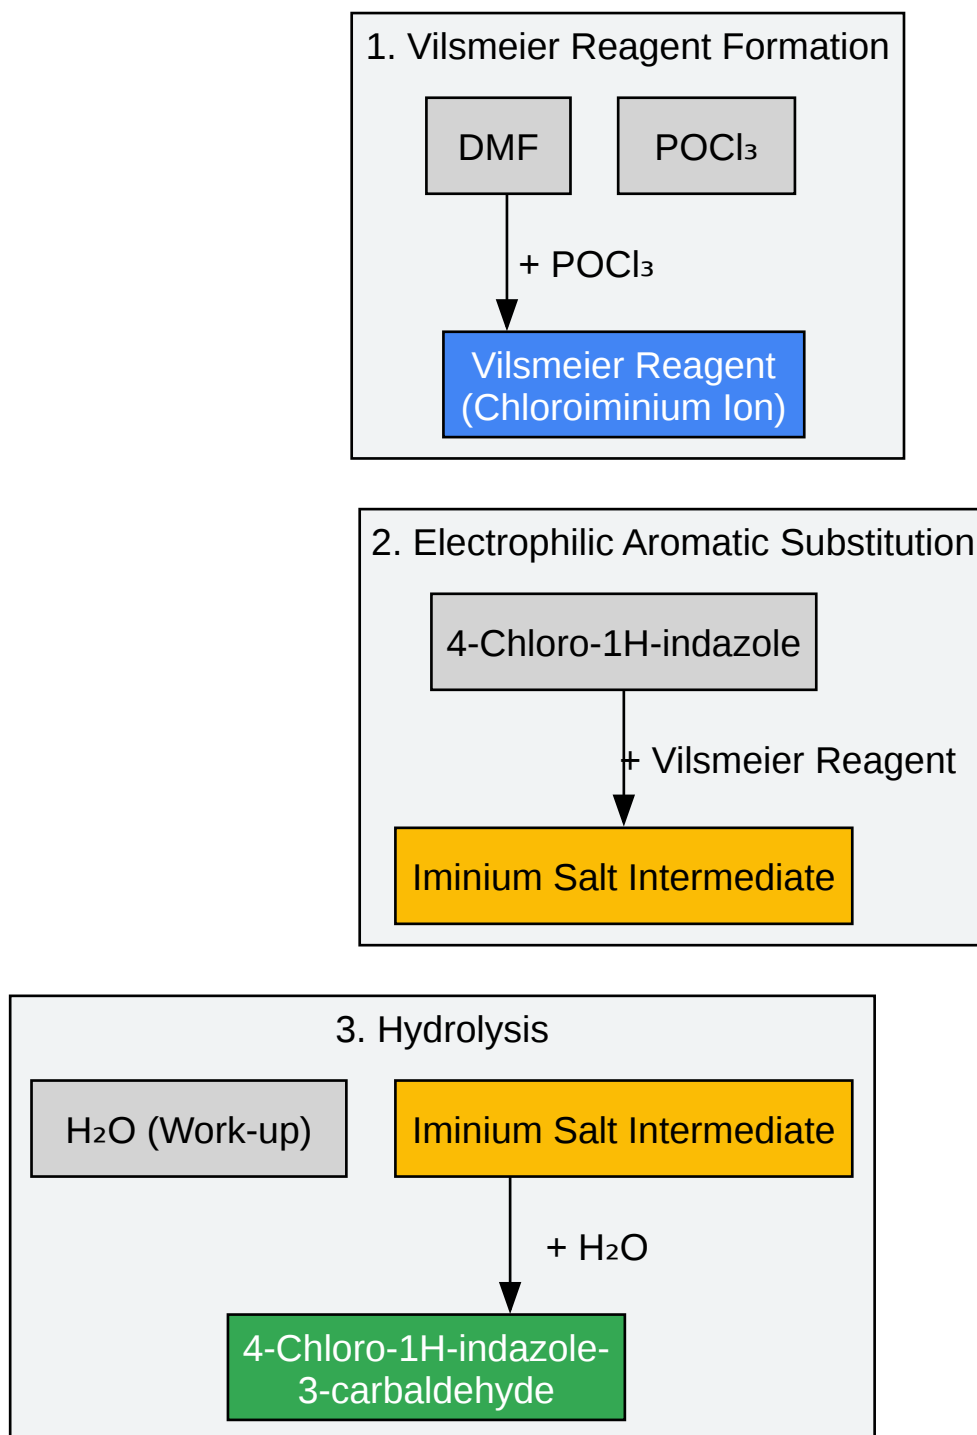 1. Vilsmeier Reagent Formation
DMF
POCl₃
+ POCl₃
Vilsmeier Reagent
(Chloroiminium Ion)
2. Electrophilic Aromatic Substitution
4-Chloro-1H-indazole
+ Vilsmeier Reagent
Iminium Salt Intermediate
3. Hydrolysis
H₂O (Work-up)
Iminium Salt Intermediate
+ H₂O
4-Chloro-1H-indazole-
3-carbaldehyde